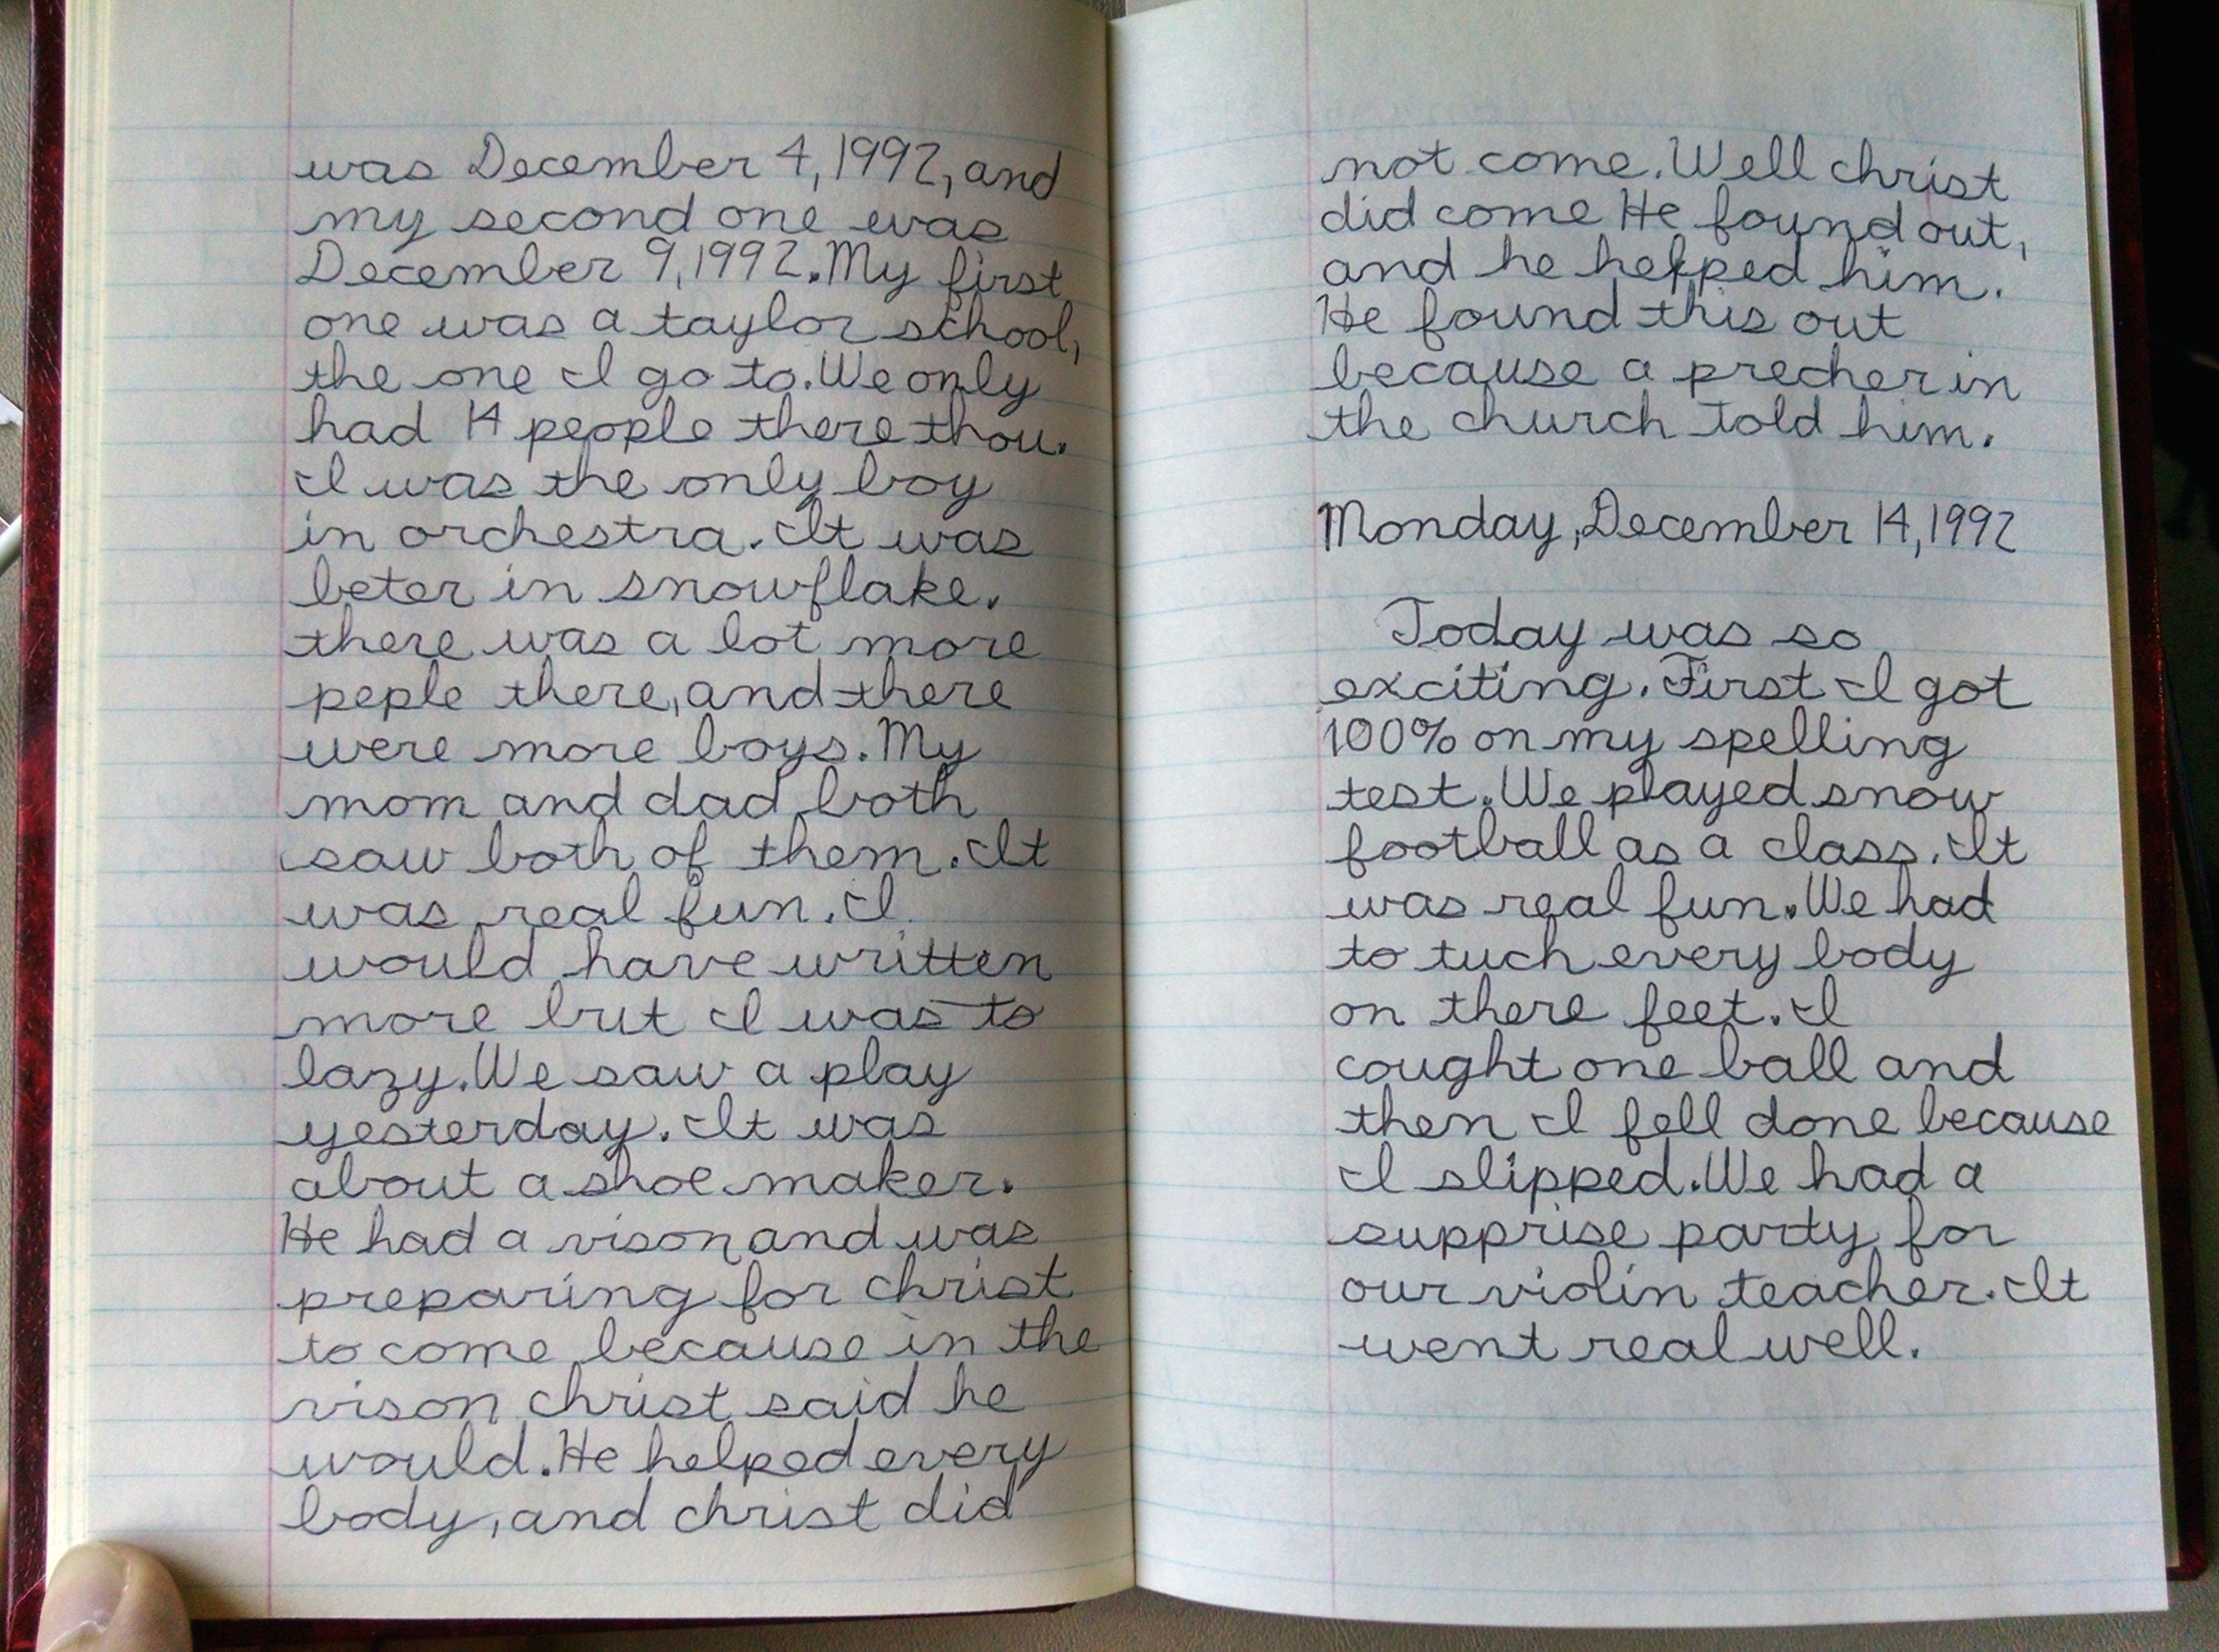 was December 4, 1992, and
my second one was
December 9, 1992. My first
one was a taylor school,
the one I go to. We only
had 14 people there thou.
I was the only boy
in orchestra. It was
beter in snowflake.
there was a lot more
peple there, and there
were more boys. My
mom and dad both
saw both of them. It
was real fun. I
would have written
more but I was to
lazy. We saw a play
yesterday. It was
about a shoe maker.
He had a vison and was
preparing for christ
to come because in the
vison christ said he
would. He helped every
body, and christ did
not come. Well christ
did come He found out,
and he helped him.
He found this out
because a precher in
the church told him.
Monday, December 14, 1992
Today was so
exciting. First I got
100% on my spelling
test. We played snow
football as a class. It
was real fun. We had
to tuch every body
on there feet. I
cought one ball and
then I fell done because
I slipped. We had a
supprise party for
our violin teacher. It
went real well.